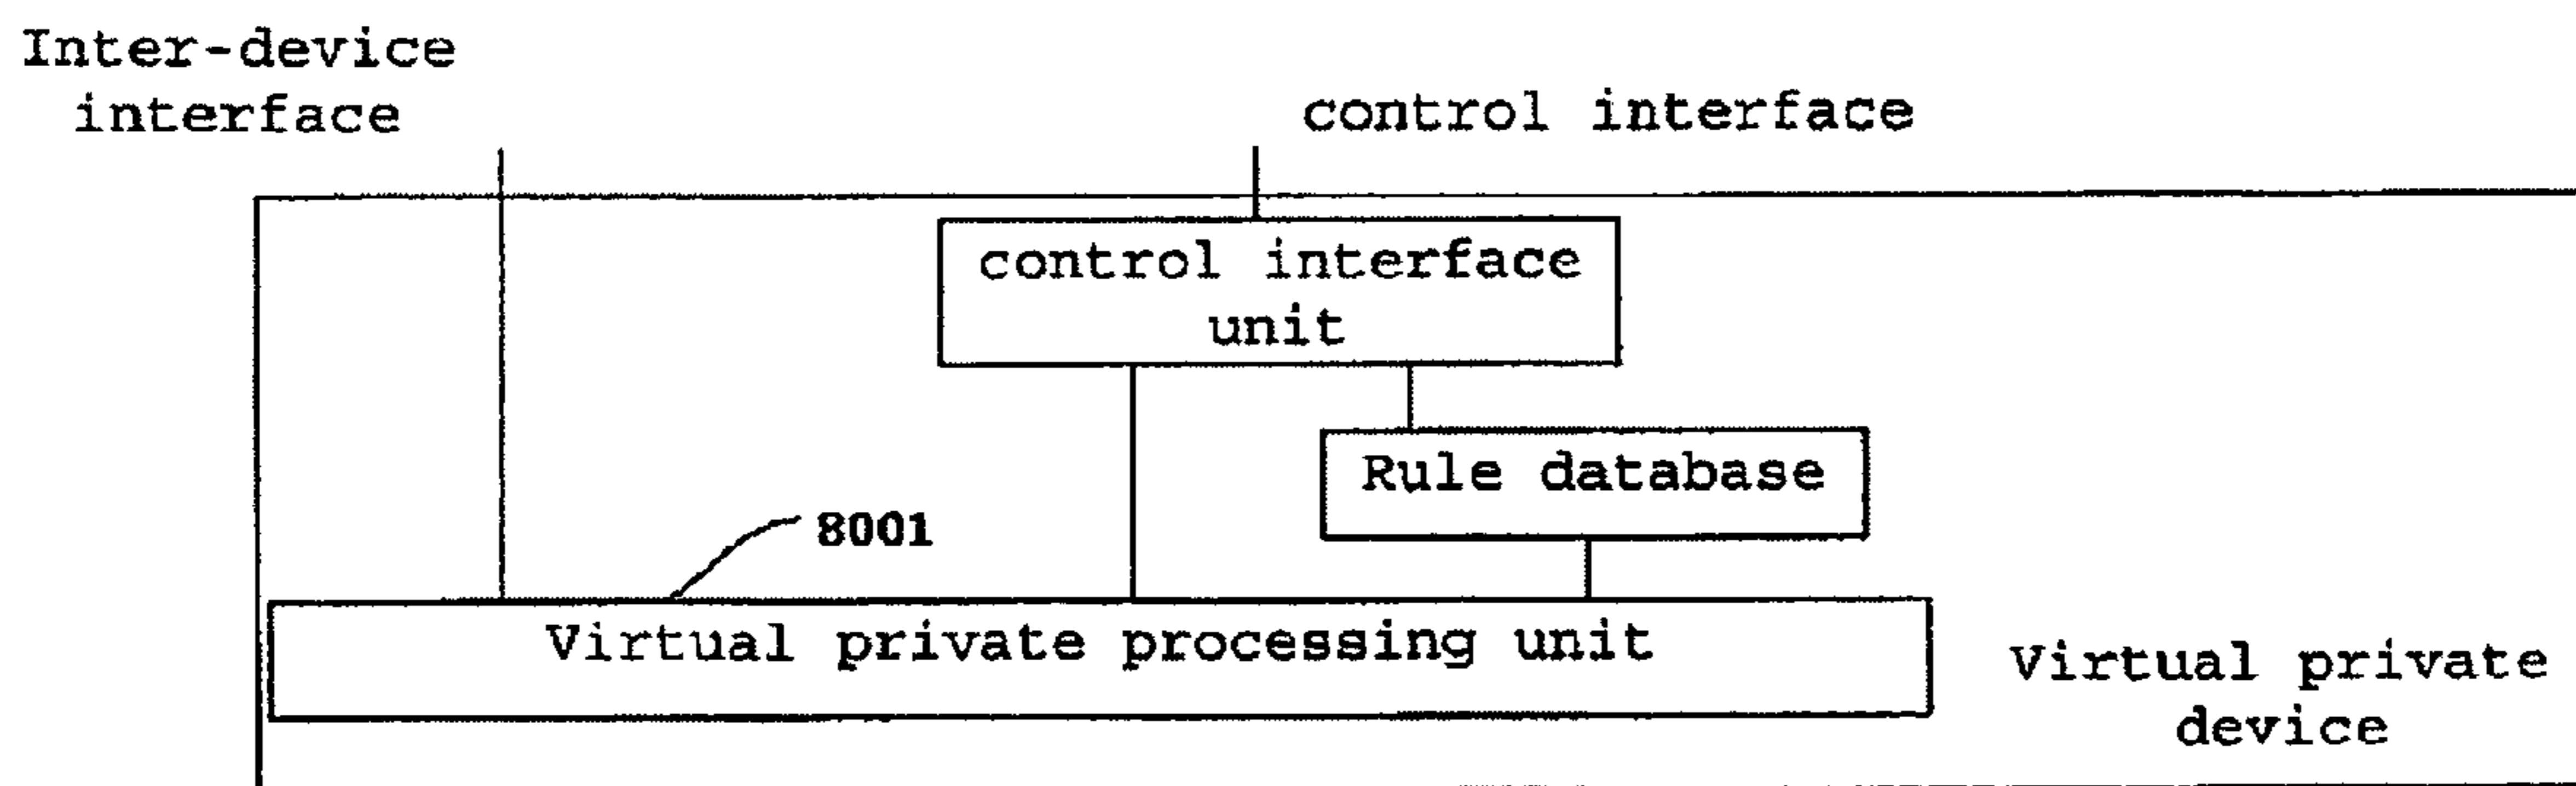 Inter-device
interface
control interface
control interface
unit
Rule database
8001
Virtual private processing unit
Virtual private
device